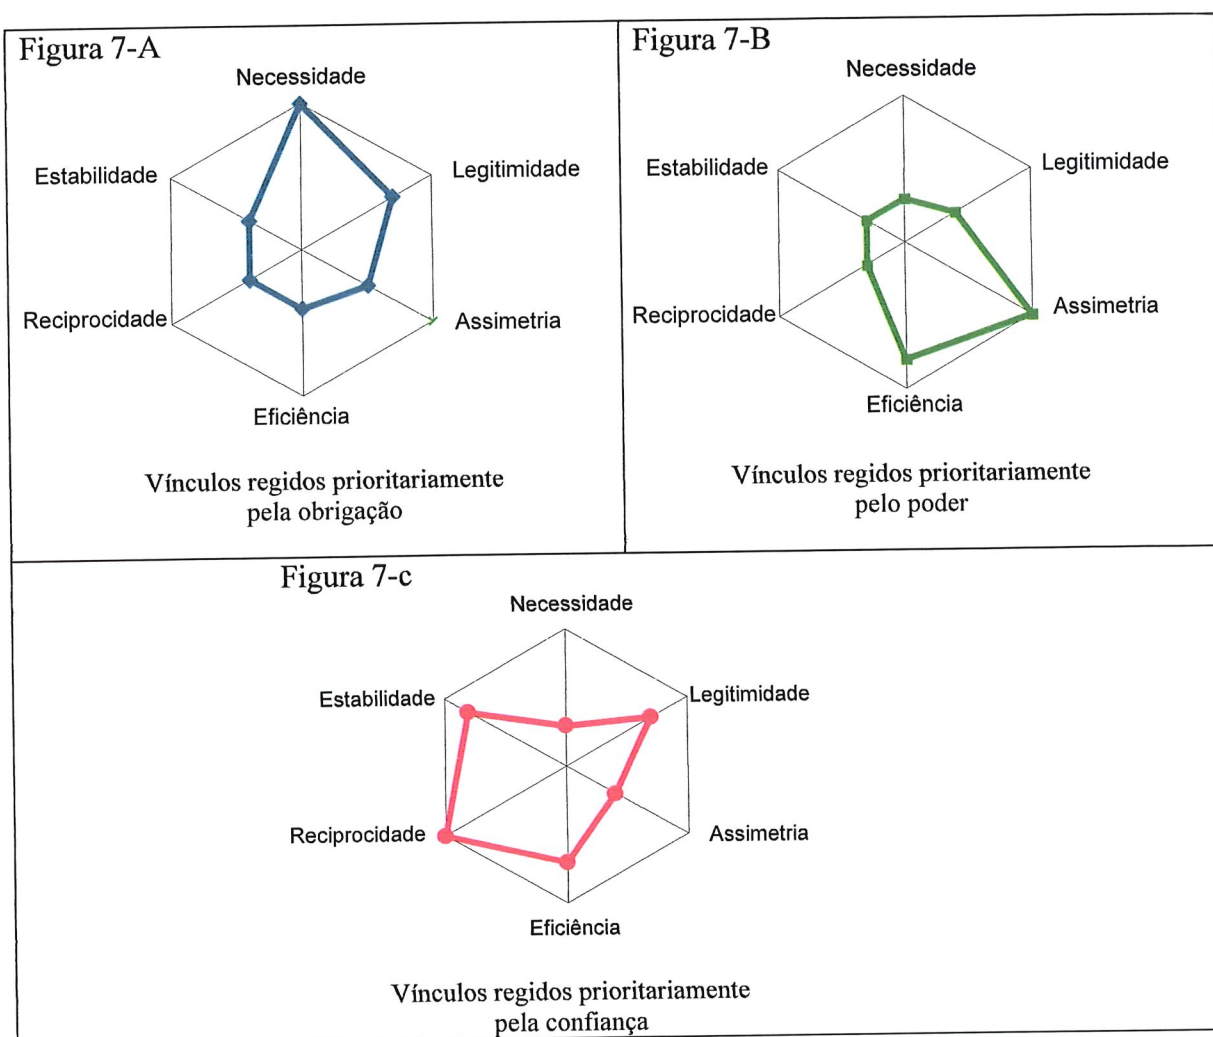 Figura 7-A
Necessidade
Estabilidade
Legitimidade
Reciprocidade
Assimetria
Eficiência
Vínculos regidos prioritariamente
pela obrigação
Figura 7-B
Necessidade
Estabilidade
Legitimidade
Reciprocidade
Assimetria
Eficiência
Vínculos regidos prioritariamente
pelo poder
Figura 7-c
Necessidade
Estabilidade
Legitimidade
Reciprocidade
Assimetria
Eficiência
Vínculos regidos prioritariamente
pela confiança